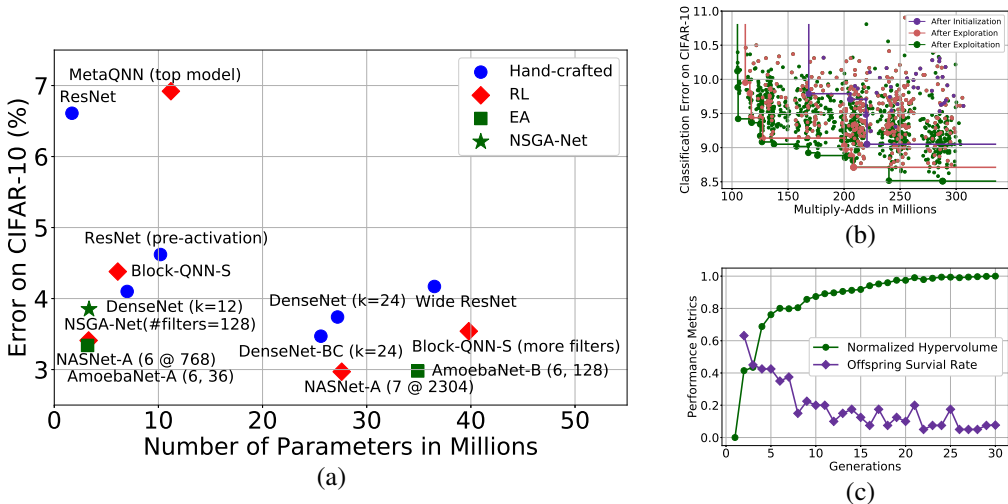 MetaQNN (top model)
ResNet
ResNet (pre-activation)
Block-QNN-S
DenseNet (k=12)
NSGA-Net(#filters=128)
NASNet-A (6 @ 768)
AmoebaNet-A (6, 36)
DenseNet (k=24)
DenseNet-BC (k=24)
NASNet-A (7 @ 2304)
Wide ResNet
Block-QNN-S (more filters)
AmoebaNet-B (6, 128)
Hand-crafted
RL
EA
NSGA-Net
Error on CIFAR-10 (%)
7
6
5
4
3
0 10 20 30 40 50
Number of Parameters in Millions
(a)
Classification Error on CIFAR-10
11.0
10.5
10.0
9.5
9.0
8.5
After Initialization
After Exploration
After Exploitation
100 150 200 250 300
Multiply-Adds in Millions
(b)
Performance Metrics
1.0
0.8
0.6
0.4
0.2
0.0
Normalized Hypervolume
Offspring Survial Rate
0 5 10 15 20 25 30
Generations
(c)